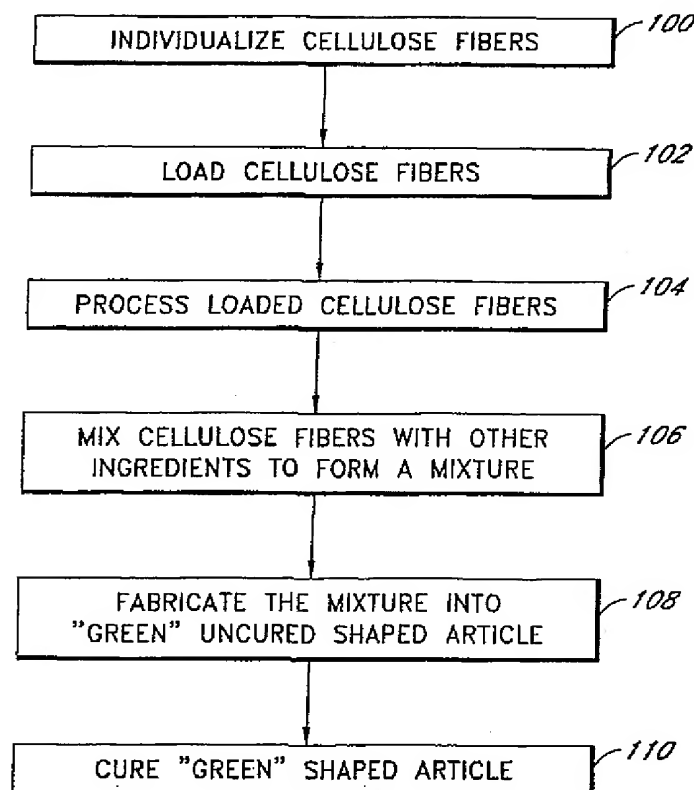 INDIVIDUALIZE CELLULOSE FIBERS
100
LOAD CELLULOSE FIBERS
102
PROCESS LOADED CELLULOSE FIBERS
104
MIX CELLULOSE FIBERS WITH OTHER
INGREDIENTS TO FORM A MIXTURE
106
FABRICATE THE MIXTURE INTO
"GREEN" UNCURED SHAPED ARTICLE
108
CURE "GREEN" SHAPED ARTICLE
110